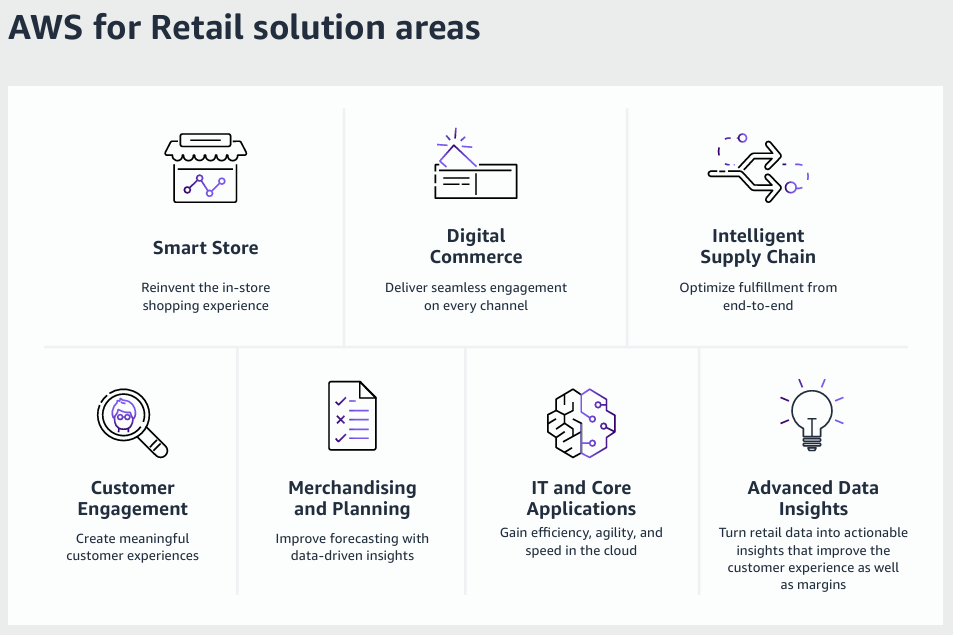 AWS for Retail solution areas
Smart Store
Reinvent the in-store
shopping experience
Digital
Commerce
Deliver seamless engagement
on every channel
Intelligent
Supply Chain
Optimize fulfillment from
end-to-end
Customer
Engagement
Create meaningful
customer experiences
Merchandising
and Planning
Improve forecasting with
data-driven insights
IT and Core
Applications
Gain efficiency, agility, and
speed in the cloud
Advanced Data
Insights
Turn retail data into actionable
insights that improve the
customer experience as well
as margins